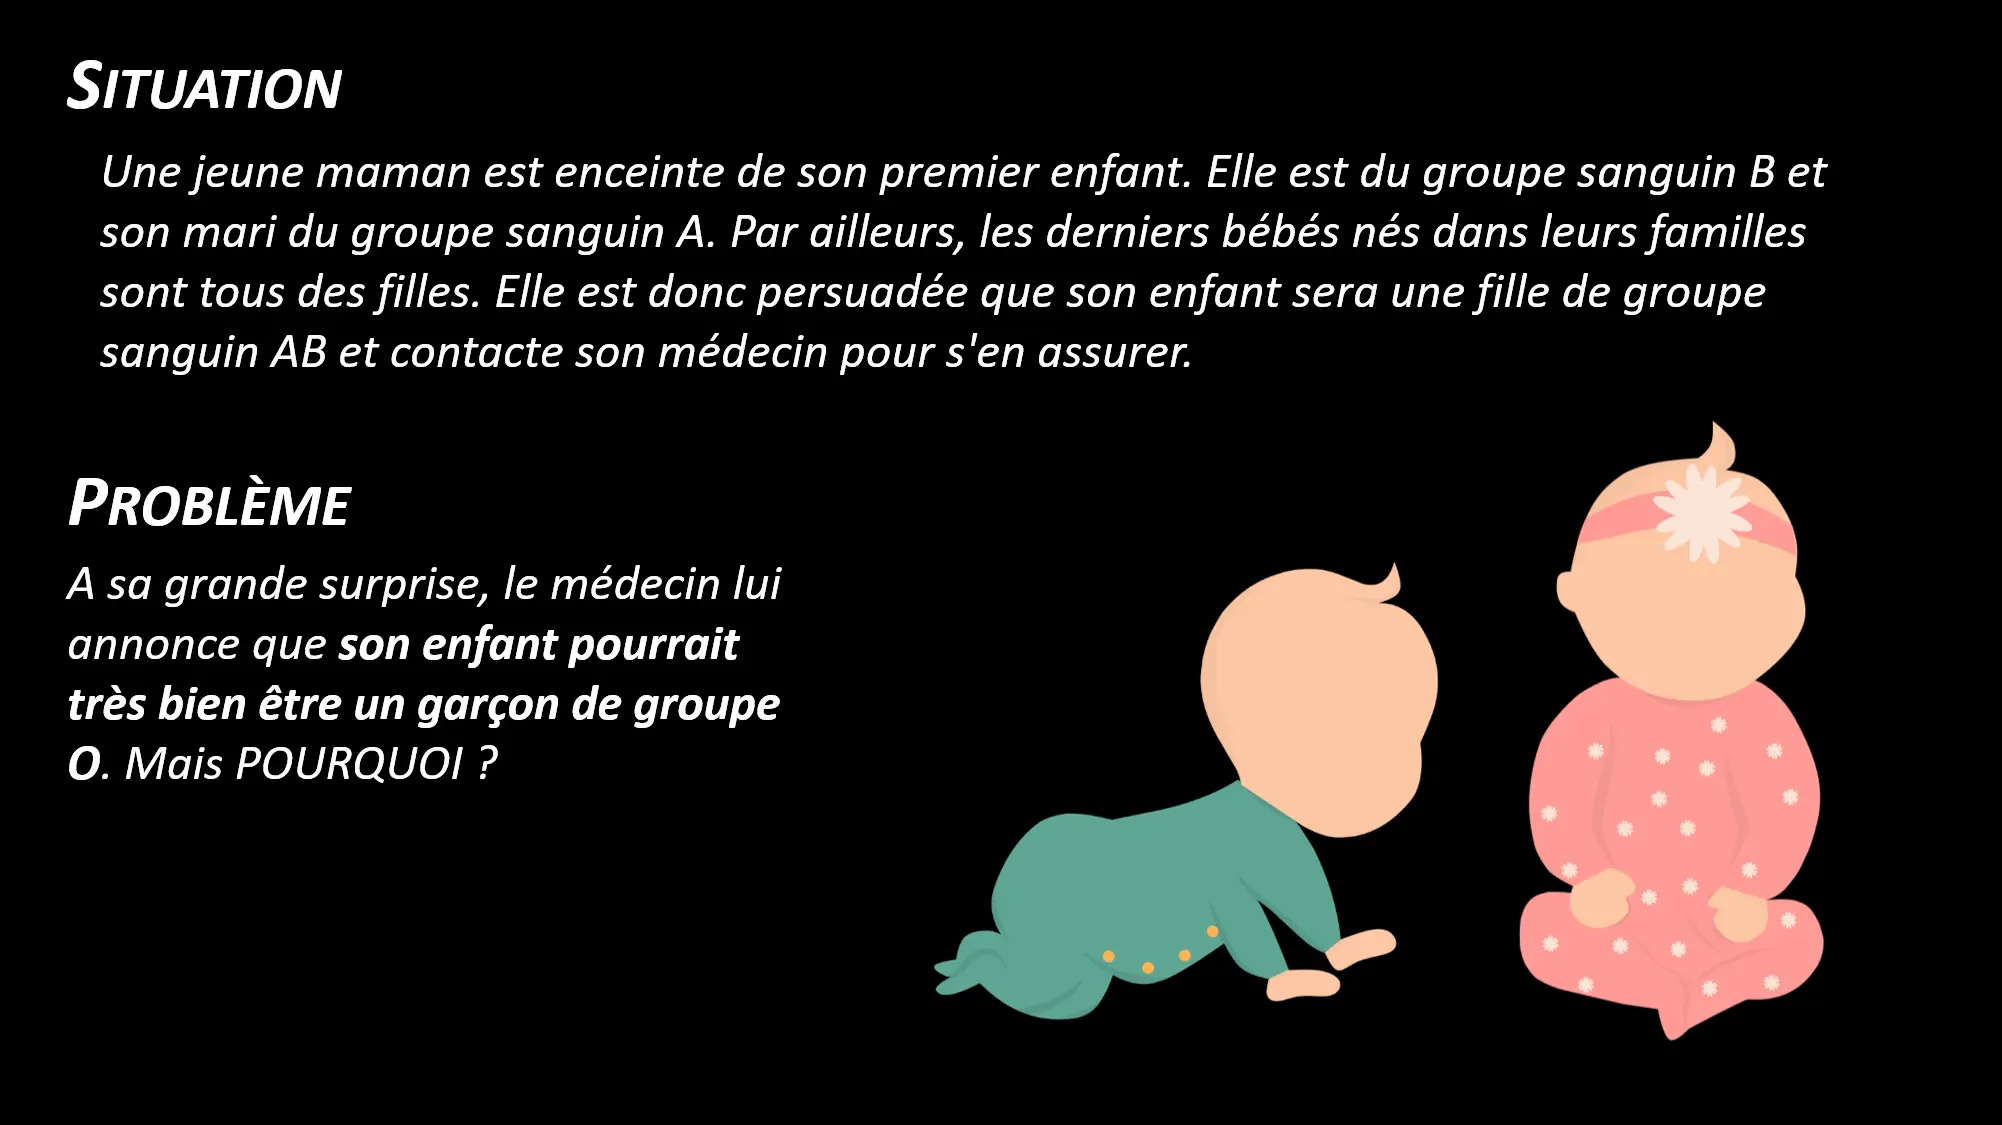 SITUATION
Une jeune maman est enceinte de son premier enfant. Elle est du groupe sanguin B et
son mari du groupe sanguin A. Par ailleurs, les derniers bébés nés dans leurs familles
sont tous des filles. Elle est donc persuadée que son enfant sera une fille de groupe
sanguin AB et contacte son médecin pour s'en assurer.
PROBLÈME
A sa grande surprise, le médecin lui
annonce que son enfant pourrait
très bien être un garçon de groupe
O. Mais POURQUOI ?